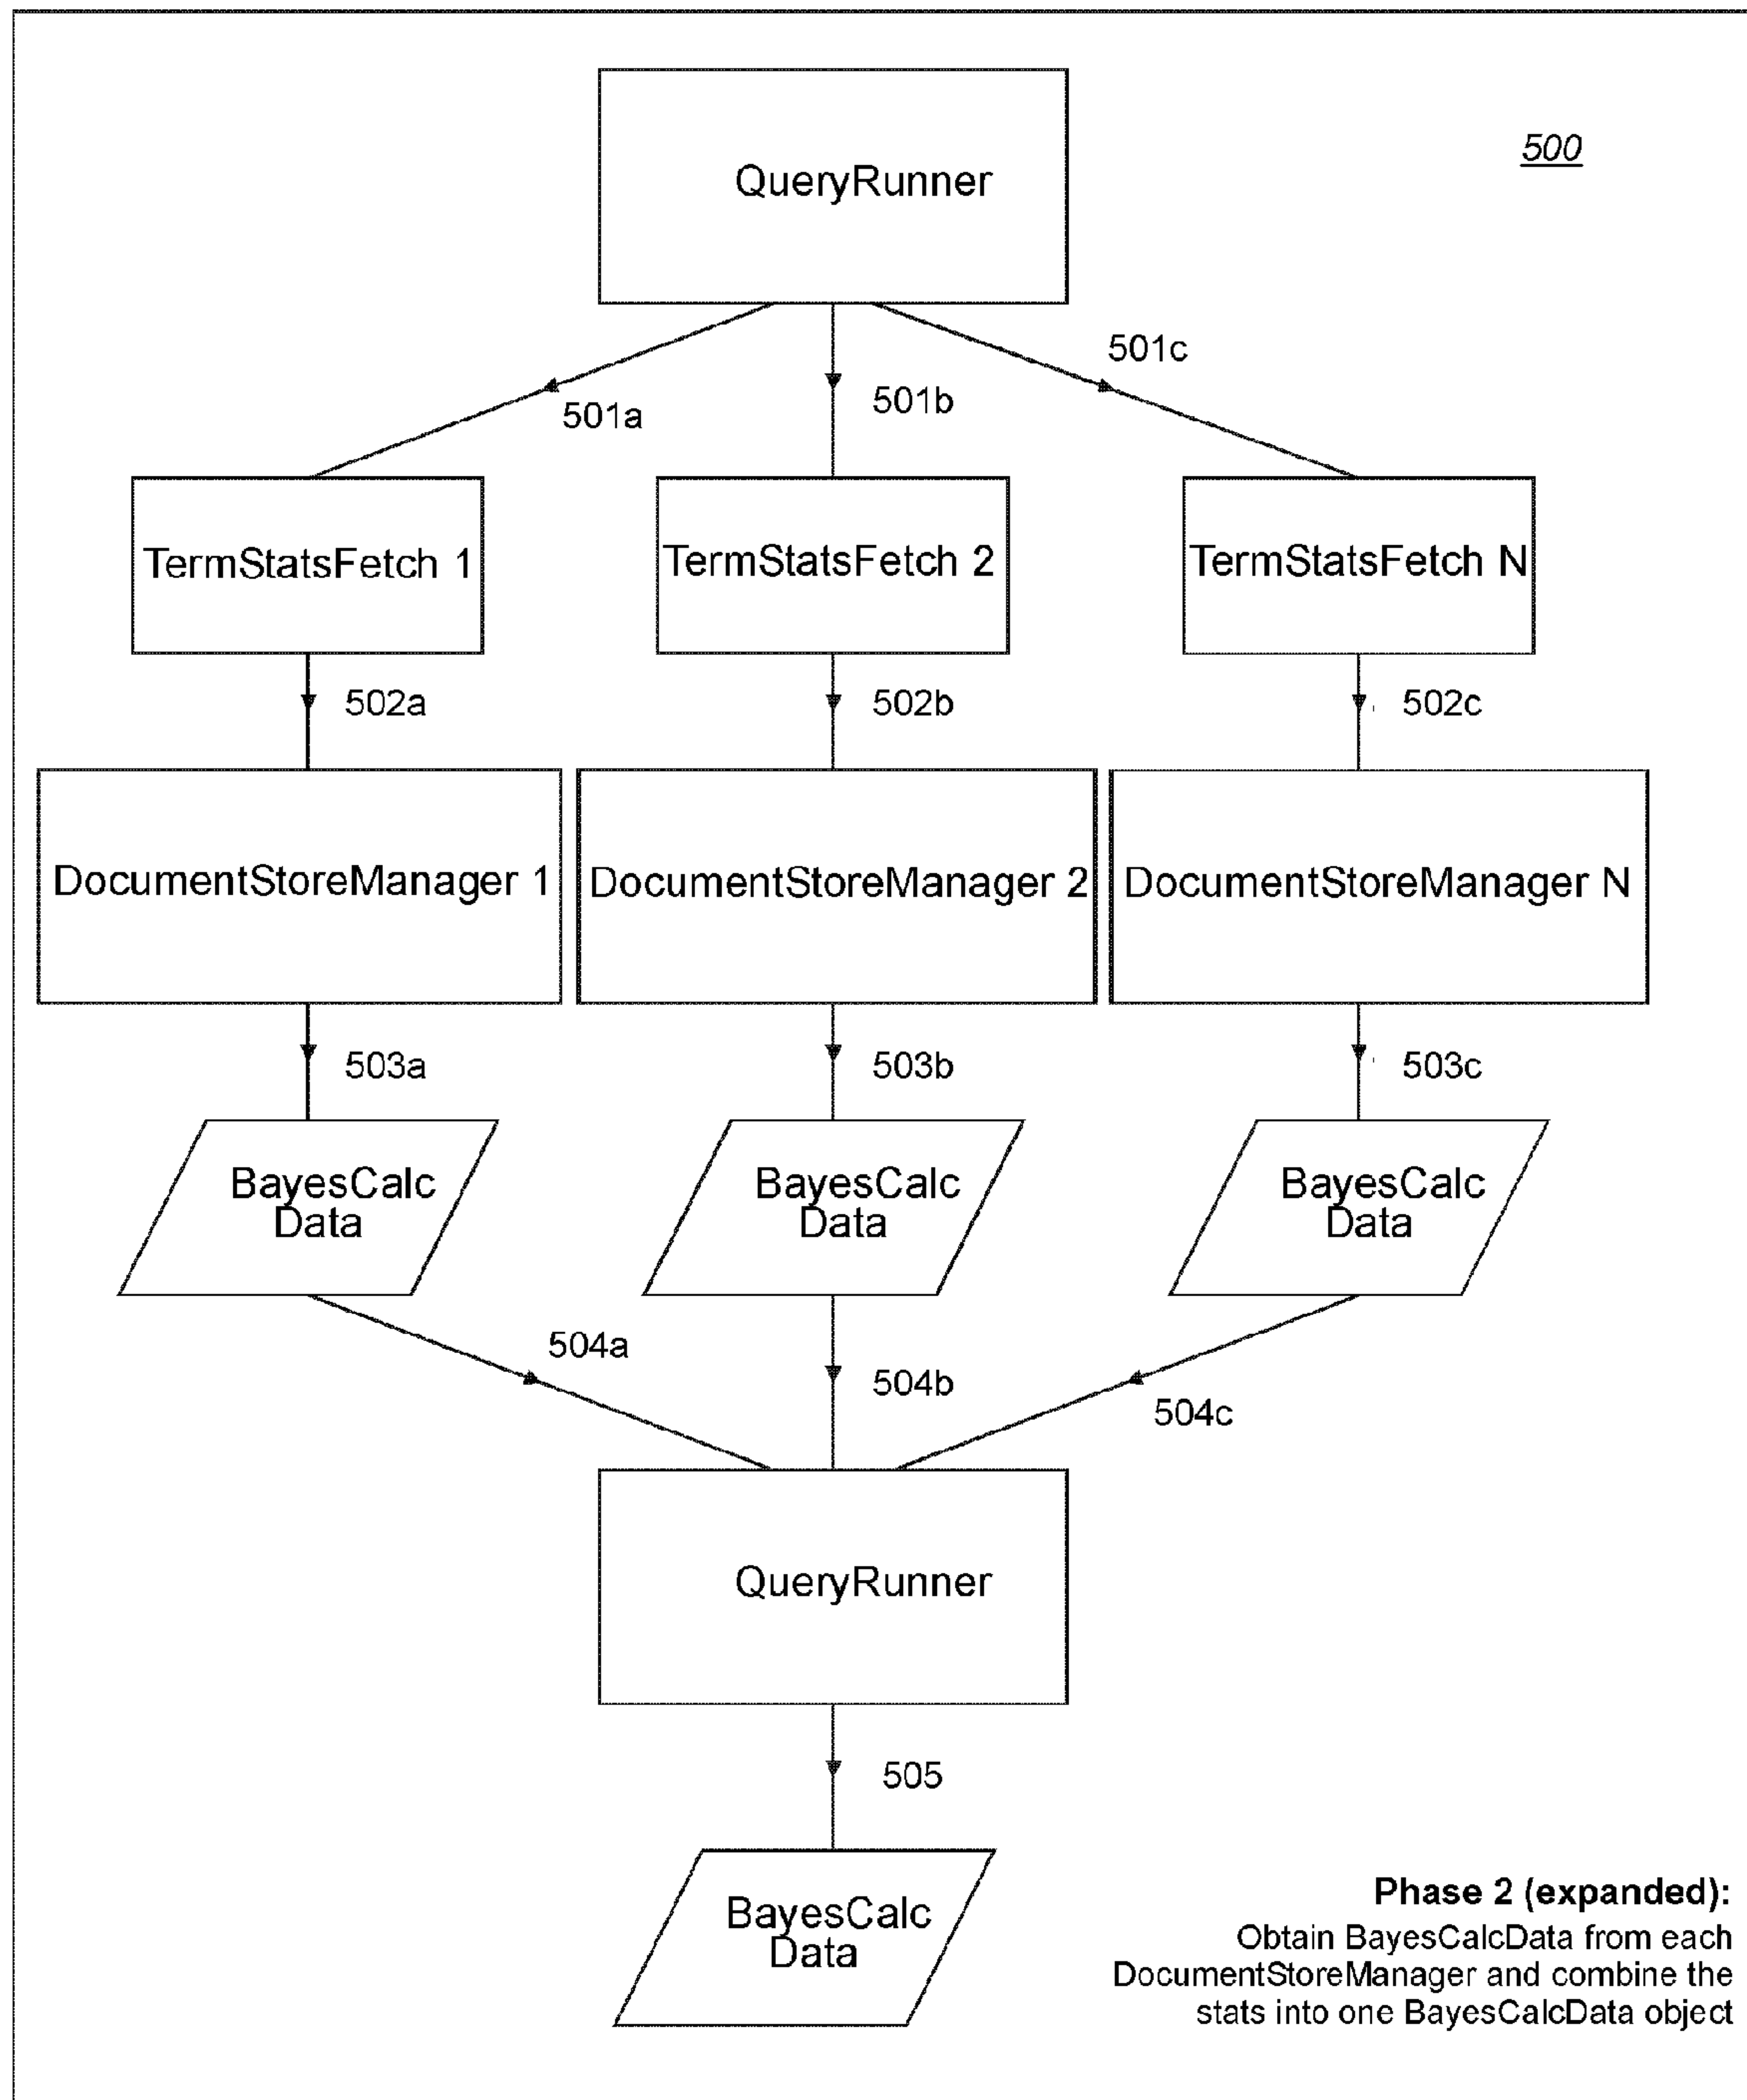 QueryRunner
500
501a
501b
501c
TermStatsFetch 1
TermStatsFetch 2
TermStatsFetch N
502a
502b
502c
DocumentStoreManager 1
DocumentStoreManager 2
DocumentStoreManager N
503a
503b
503c
BayesCalc
Data
BayesCalc
Data
BayesCalc
Data
504a
504b
504c
QueryRunner
505
BayesCalc
Data
Phase 2 (expanded):
Obtain BayesCalcData from each
DocumentStoreManager and combine the
stats into one BayesCalcData object